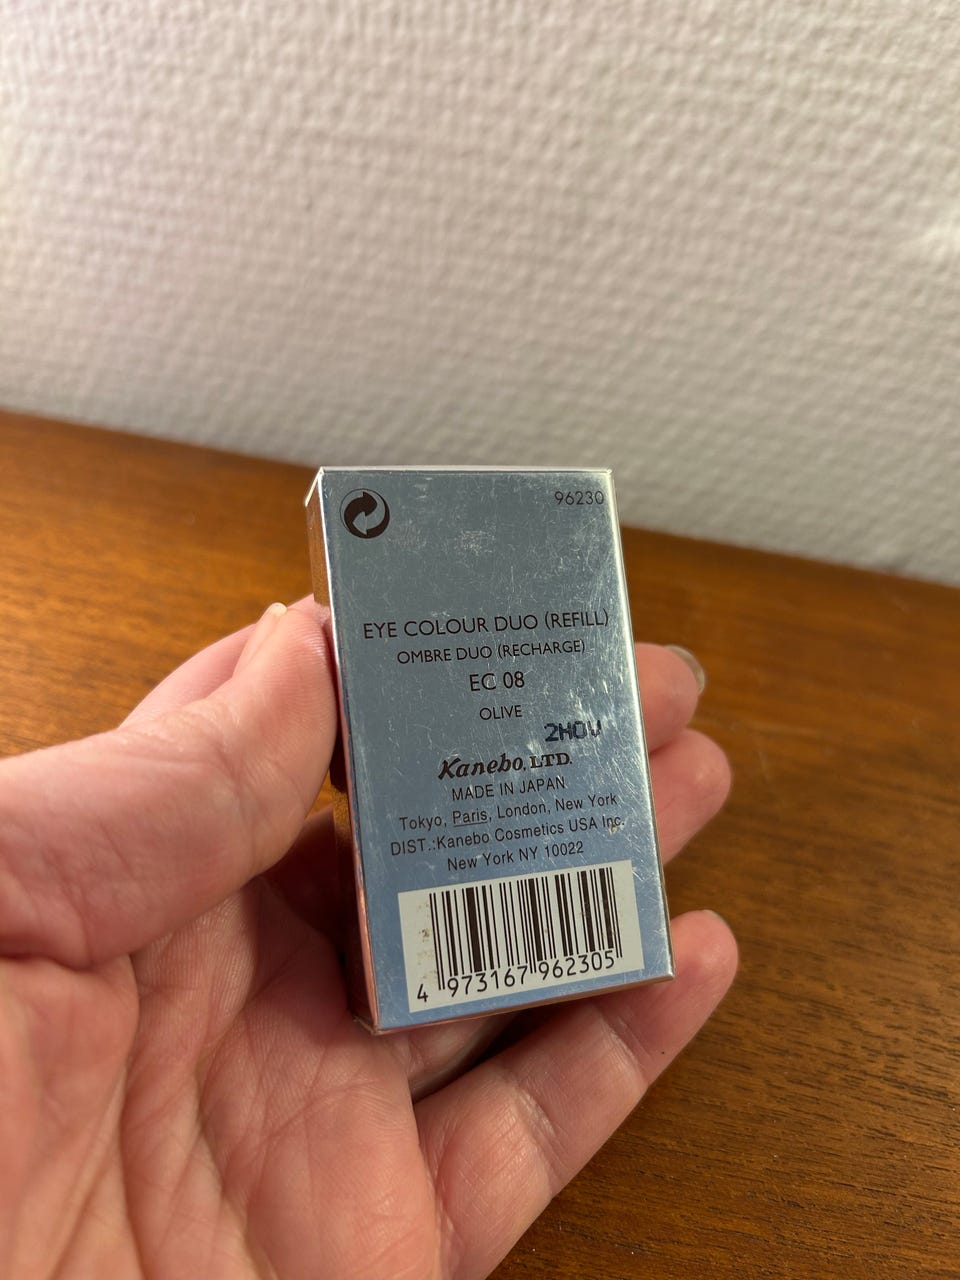 96230
EYE COLOUR DUO (REFILL)
OMBRE DUO (RECHARGE)
EC 08
OLIVE
2HOU
Kanebo, LTD.
MADE IN JAPAN
Tokyo, Paris, London, New York
DIST.:Kanebo Cosmetics USA Inc.
New York NY 10022
4 973167 962305